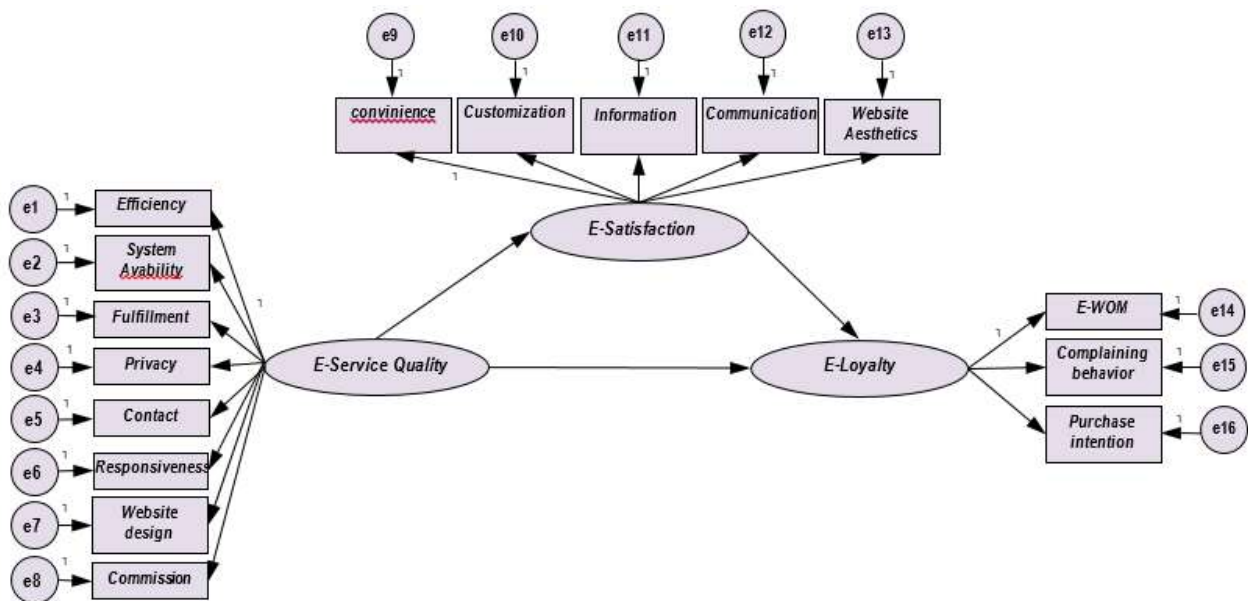 e9
e10
e11
e12
e13
1
1
1
1
1
convinience
Customization
Information
Communication
Website
Aesthetics
1
E-Satisfaction
e1
1
Efficiency
e2
1
System
Avability
e3
1
Fulfillment
e4
1
Privacy
e5
1
Contact
e6
1
Responsiveness
e7
1
Website
design
e8
1
Commission
1
E-Service Quality
E-Loyalty
1
E-WOM
1
e14
Complaining
behavior
1
e15
Purchase
intention
1
e16